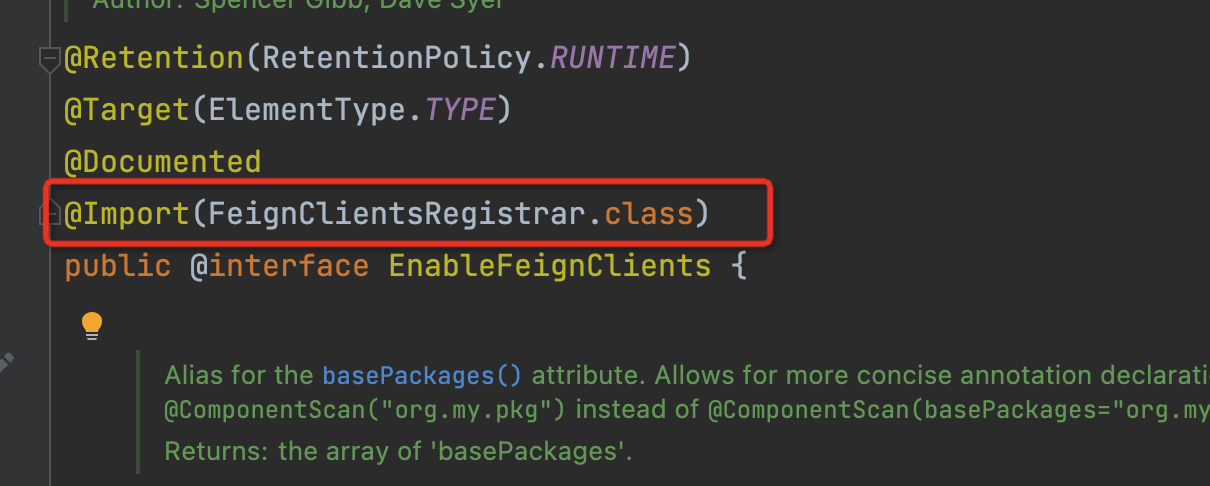 Author: Spencer Gibb, Dave Syer
@Retention(RetentionPolicy.RUNTIME)
@Target(ElementType.TYPE)
@Documented
@Import(FeignClientsRegistrar.class)
public @interface EnableFeignClients {
Alias for the basePackages() attribute. Allows for more concise annotation declarati
@ComponentScan("org.my.pkg") instead of @ComponentScan(basePackages="org.my
Returns: the array of 'basePackages'.